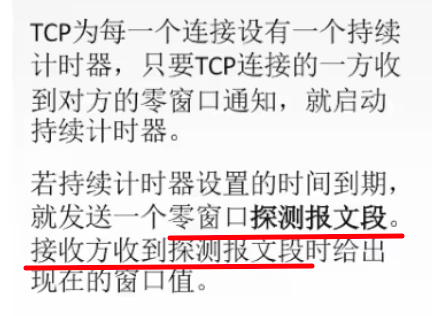 TCP为每一个连接设有一个持续
计时器，只要TCP连接的一方收
到对方的零窗口通知，就启动
持续计时器。
若持续计时器设置的时间到期，
就发送一个零窗口探测报文段。
接收方收到探测报文段时给出
现在的窗口值。